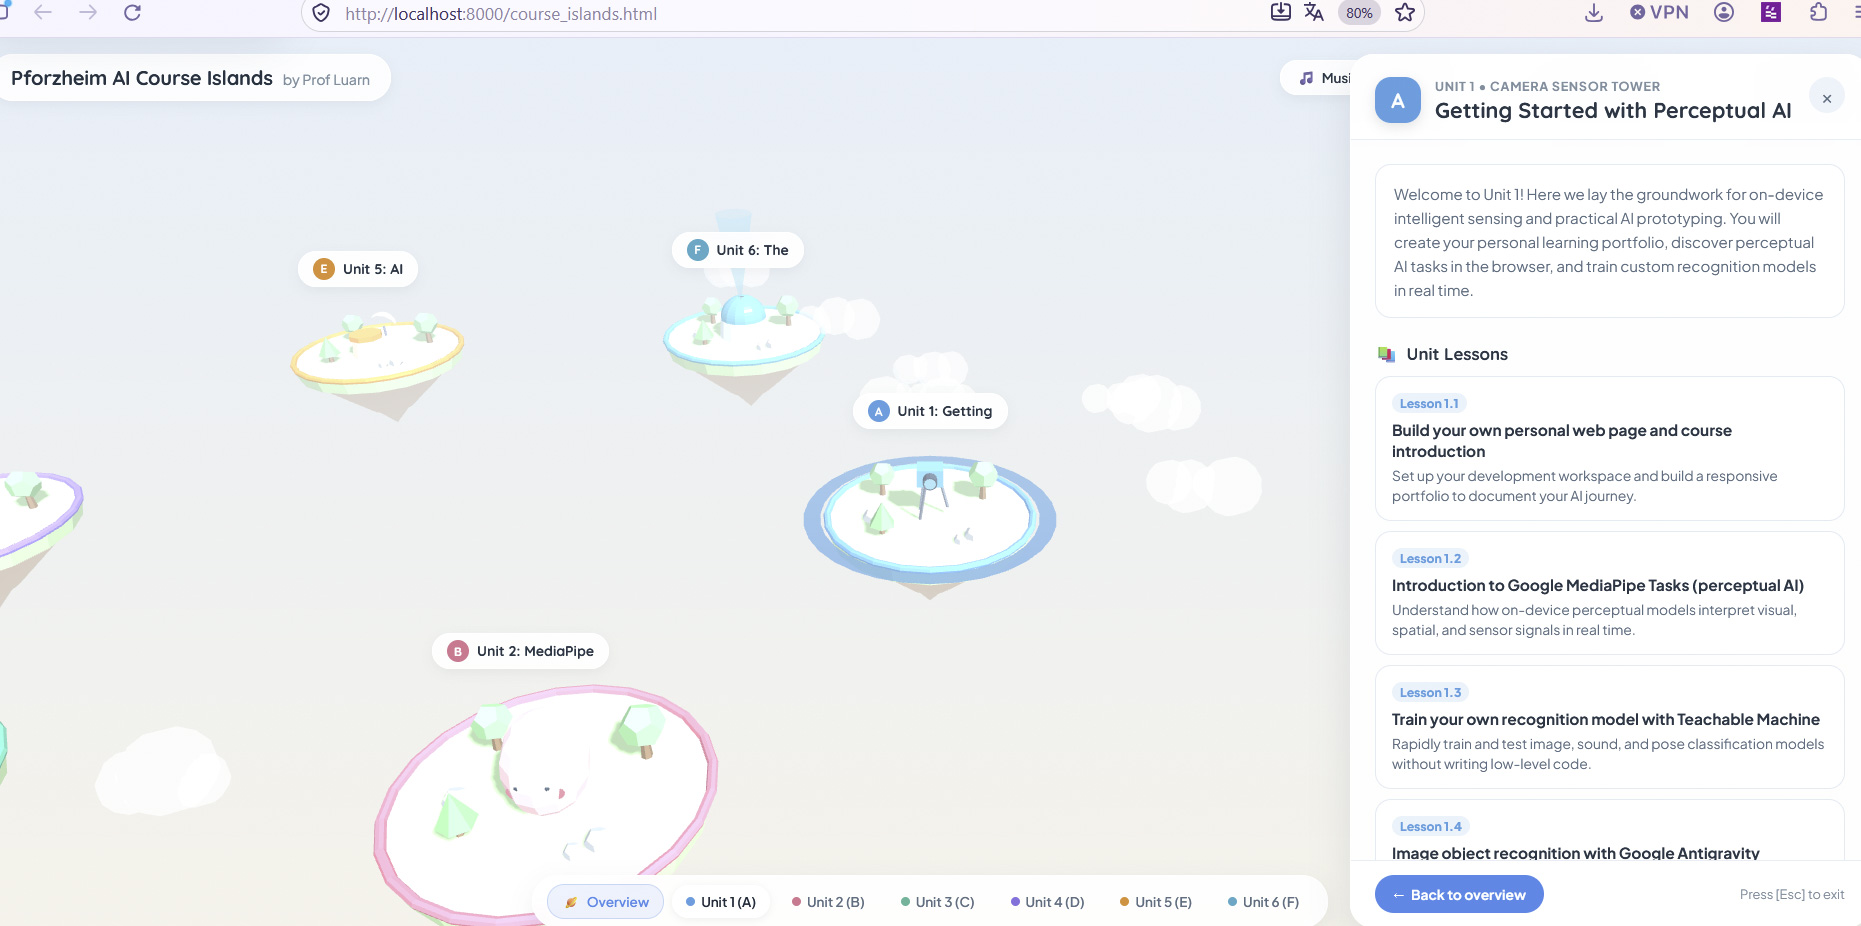 http://localhost:8000/course_islands.html
80%
VPN
Pforzheim AI Course Islands by Prof Luarn
Musi
A
UNIT 1 • CAMERA SENSOR TOWER
Getting Started with Perceptual AI
×
Welcome to Unit 1! Here we lay the groundwork for on-device
intelligent sensing and practical AI prototyping. You will
create your personal learning portfolio, discover perceptual
AI tasks in the browser, and train custom recognition models
in real time.
Unit Lessons
Lesson 1.1
Build your own personal web page and course
introduction
Set up your development workspace and build a responsive
portfolio to document your AI journey.
Lesson 1.2
Introduction to Google MediaPipe Tasks (perceptual AI)
Understand how on-device perceptual models interpret visual,
spatial, and sensor signals in real time.
Lesson 1.3
Train your own recognition model with Teachable Machine
Rapidly train and test image, sound, and pose classification models
without writing low-level code.
Lesson 1.4
Image object recognition with Google Antigravity
← Back to overview
Press [Esc] to exit
F Unit 6: The
E Unit 5: AI
A Unit 1: Getting
B Unit 2: MediaPipe
Overview
Unit 1 (A)
Unit 2 (B)
Unit 3 (C)
Unit 4 (D)
Unit 5 (E)
Unit 6 (F)